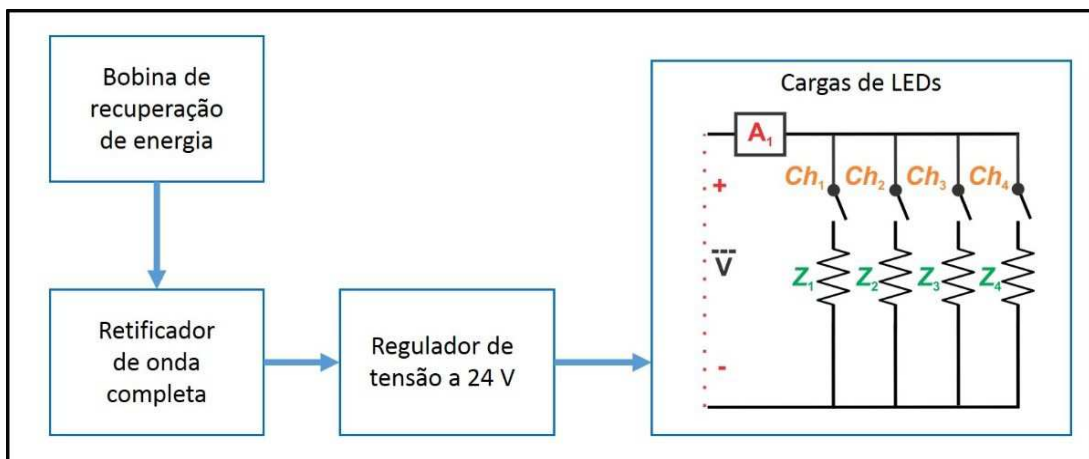 Bobina de
recuperação
de energia
Retificador
de onda
completa
Regulador de
tensão a 24 V
Cargas de LEDs
A₁
Ch₁ Ch₂ Ch₃ Ch₄
+
V
Z₁ Z₂ Z₃ Z₄
-